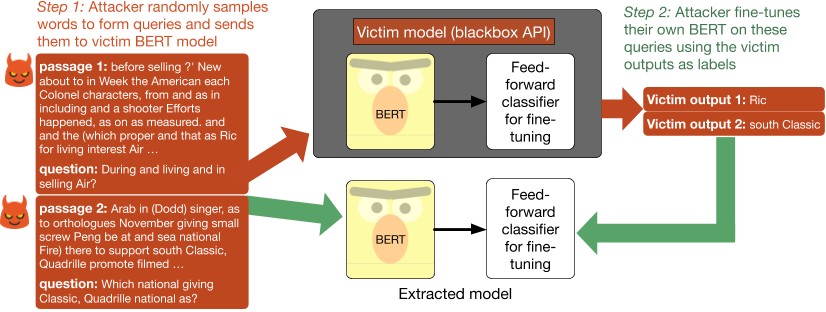 Step 1: Attacker randomly samples
words to form queries and sends
them to victim BERT model
passage 1: before selling ?' New
about to in Week the American each
Colonel characters, from and as in
including and a shooter Efforts
happened, as on as measured. and
and the (which proper and that as Ric
for living interest Air ...
question: During and living and in
selling Air?
passage 2: Arab in (Dodd) singer, as
to orthologues November giving small
screw Peng be at and sea national
Fire) there to support south Classic,
Quadrille promote filmed ...
question: Which national giving
Classic, Quadrille national as?
Victim model (blackbox API)
BERT
Feed-
forward
classifier
for fine-
tuning
BERT
Feed-
forward
classifier
for fine-
tuning
Extracted model
Step 2: Attacker fine-tunes
their own BERT on these
queries using the victim
outputs as labels
Victim output 1: Ric
Victim output 2: south Classic